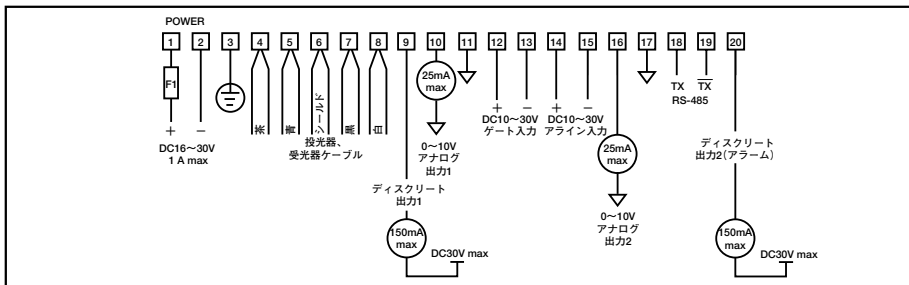 POWER
1 2 3 4 5 6 7 8 9 10 11 12 13 14 15 16 17 18 19 20
F1
+ −
DC16～30V
1 A max
茶
青
シールド
黒
白
投光器、
受光器ケーブル
25mA
max
0～10V
アナログ
出力1
ディスクリート
出力1
150mA
max
DC30V max
+ −
DC10～30V
ゲート入力
+ −
DC10～30V
アライン入力
25mA
max
0～10V
アナログ
出力2
TX T̅X̅
RS-485
ディスクリート
出力2（アラーム）
150mA
max
DC30V max